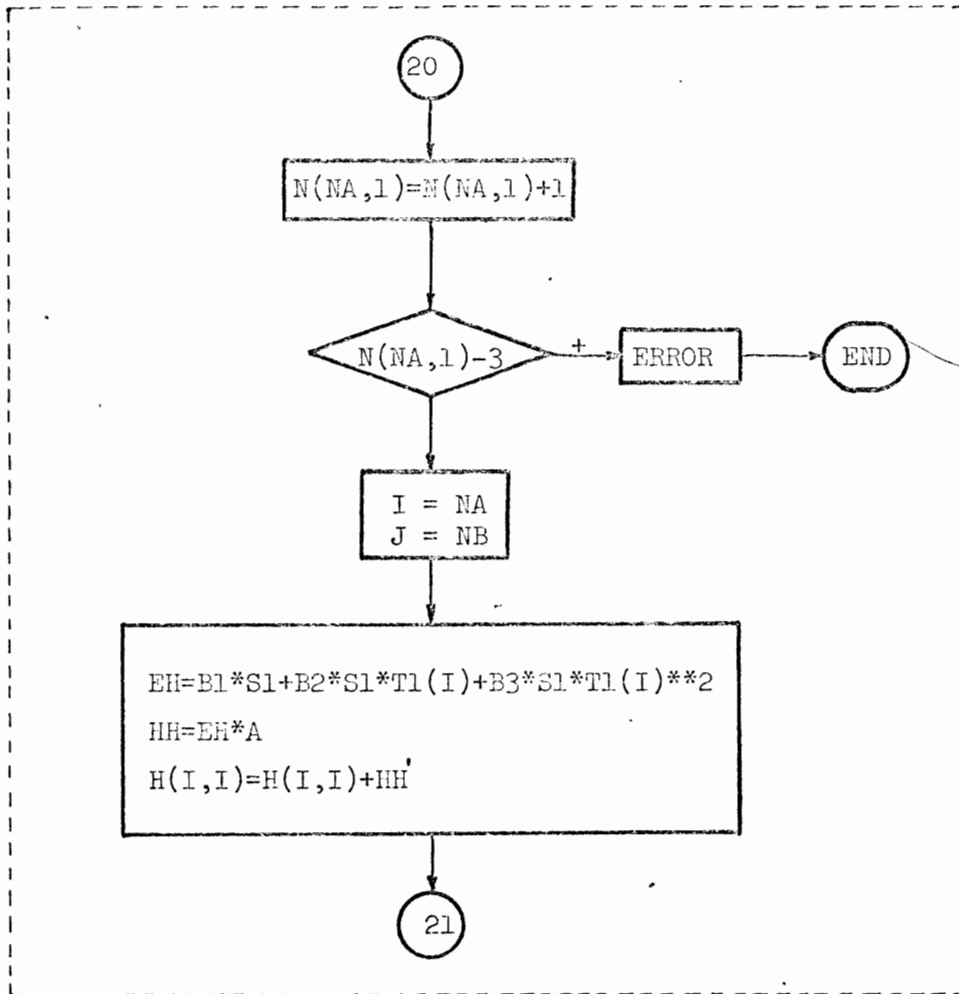 20
N(NA,1)=N(NA,1)+1
N(NA,1)-3
+
ERROR
END
I = NA
J = NB
EH=B1*S1+B2*S1*T1(I)+B3*S1*T1(I)**2
HH=EH*A
H(I,I)=H(I,I)+HH
21